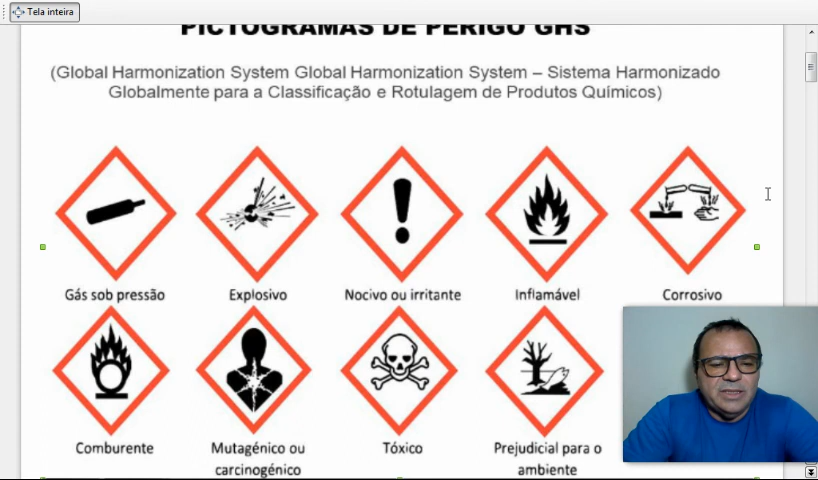 Tela inteira
PICTOGRAMAS DE PERIGO GHS
(Global Harmonization System Global Harmonization System – Sistema Harmonizado
Globalmente para a Classificação e Rotulagem de Produtos Químicos)
Gás sob pressão
Explosivo
Nocivo ou irritante
Inflamável
Corrosivo
Comburente
Mutagénico ou
carcinogénico
Tóxico
Prejudicial para o
ambiente